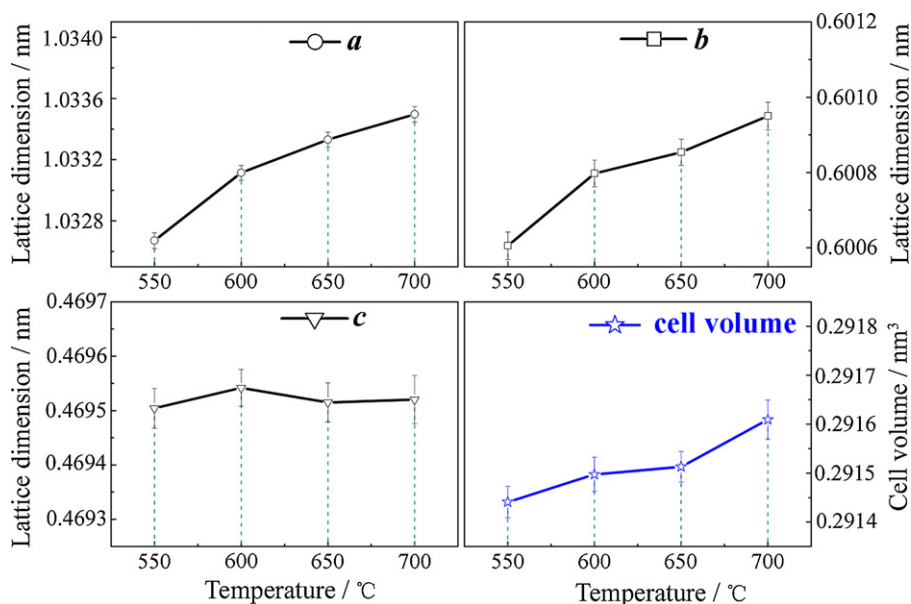 Lattice dimension / nm
1.0340
1.0336
1.0332
1.0328
a
550 600 650 700
b
0.6012
0.6010
0.6008
0.6006
Lattice dimension / nm
550 600 650 700
Lattice dimension / nm
0.4697
0.4696
0.4695
0.4694
0.4693
c
550 600 650 700
Temperature / ℃
cell volume
0.2918
0.2917
0.2916
0.2915
0.2914
Cell volume / nm³
550 600 650 700
Temperature / ℃